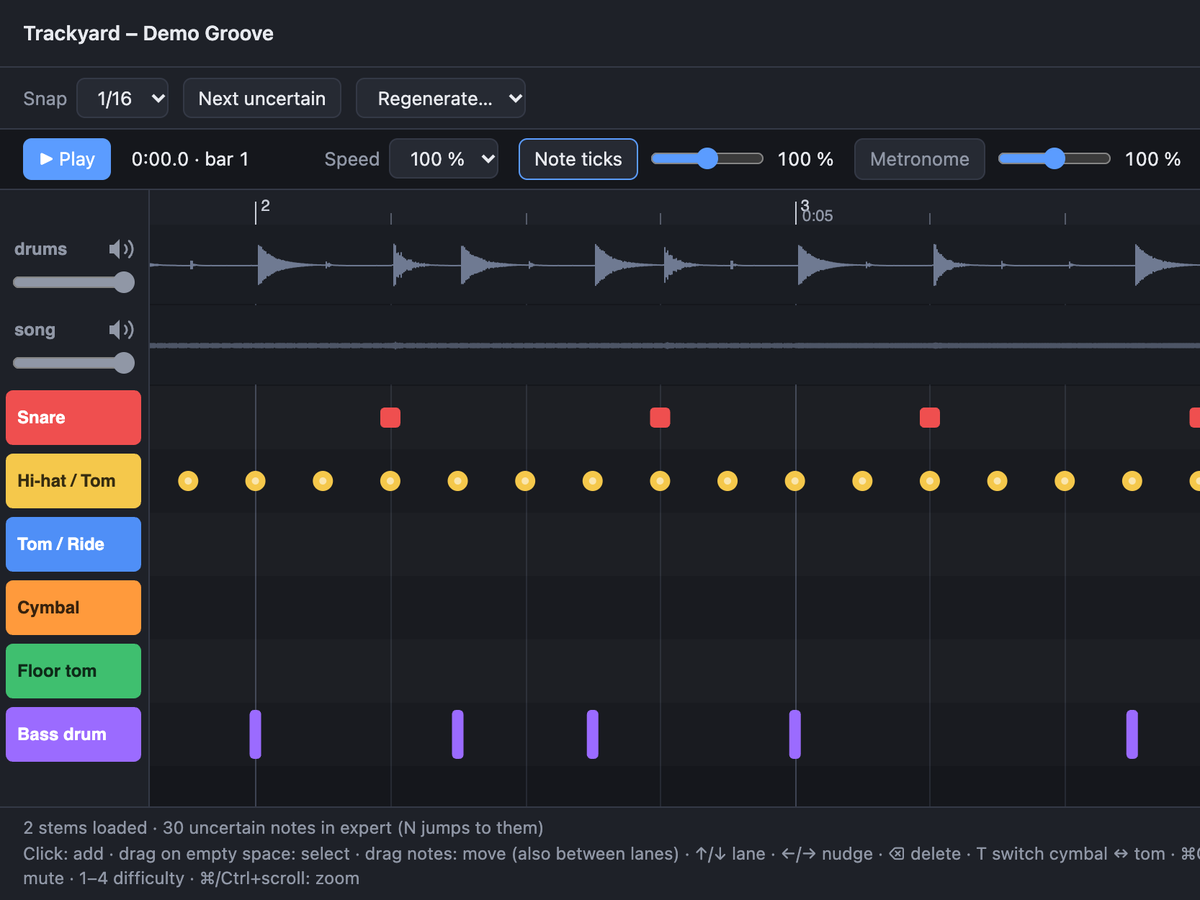 Trackyard – Demo Groove
Snap 1/16 Next uncertain Regenerate...
Play 0:00.0 · bar 1 Speed 100 % Note ticks 100 % Metronome 100 %
2 3
0:05
drums
song
Snare
Hi-hat / Tom
Tom / Ride
Cymbal
Floor tom
Bass drum
2 stems loaded · 30 uncertain notes in expert (N jumps to them)
Click: add · drag on empty space: select · drag notes: move (also between lanes) · ↑/↓ lane · ←/→ nudge · ⌫ delete · T switch cymbal ↔ tom · ⌘
mute · 1–4 difficulty · ⌘/Ctrl+scroll: zoom